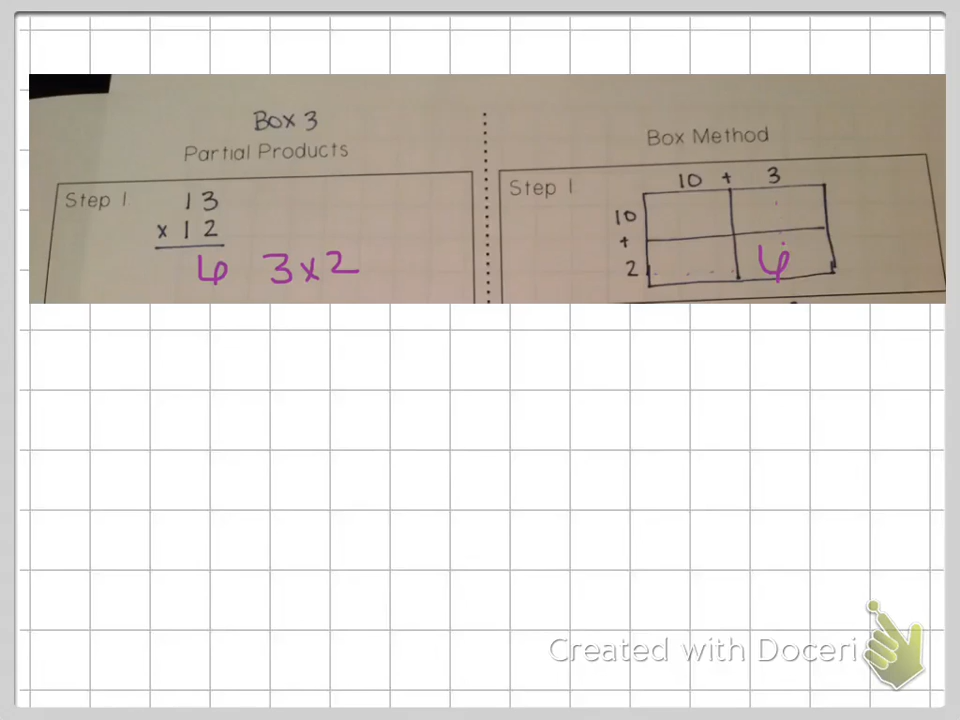 Box 3
Partial Products
Step 1
13
x 12
6 3x2
Box Method
Step 1
10 + 3
10
+
2 6
Created with Doceri